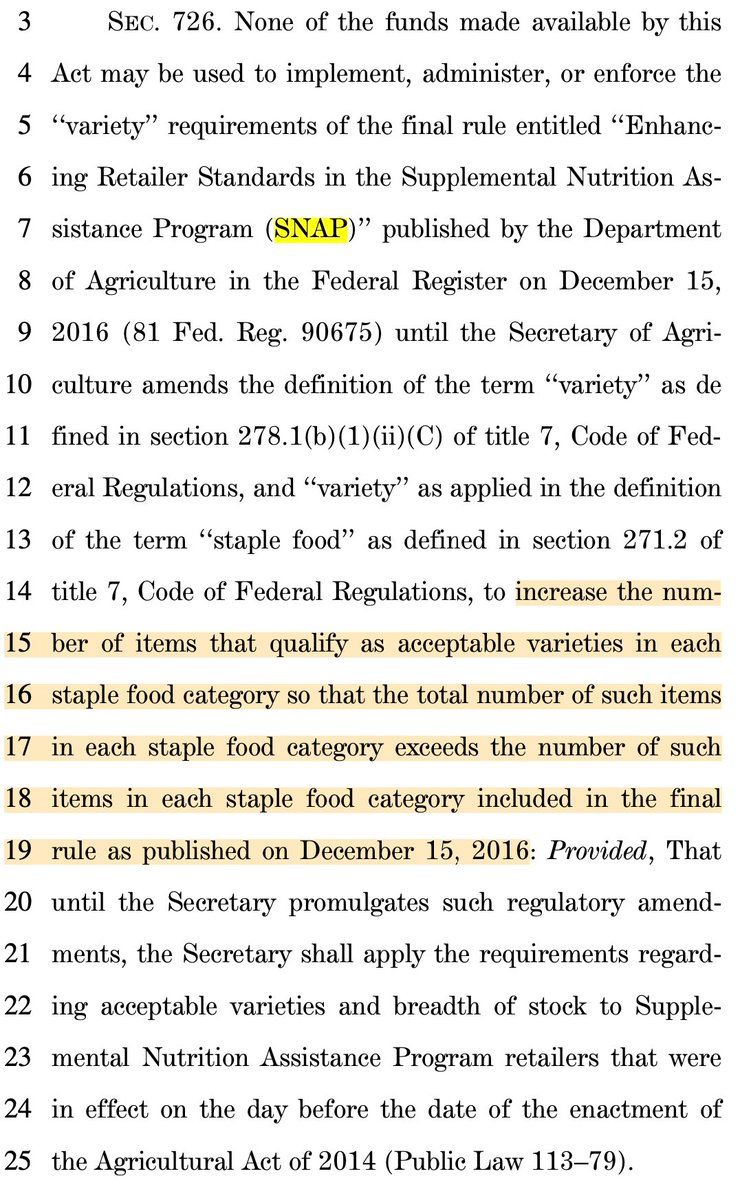 3 SEC. 726. None of the funds made available by this
4 Act may be used to implement, administer, or enforce the
5 ‘‘variety’’ requirements of the final rule entitled ‘‘Enhanc-
6 ing Retailer Standards in the Supplemental Nutrition As-
7 sistance Program (SNAP)’’ published by the Department
8 of Agriculture in the Federal Register on December 15,
9 2016 (81 Fed. Reg. 90675) until the Secretary of Agri-
10 culture amends the definition of the term ‘‘variety’’ as de
11 fined in section 278.1(b)(1)(ii)(C) of title 7, Code of Fed-
12 eral Regulations, and ‘‘variety’’ as applied in the definition
13 of the term ‘‘staple food’’ as defined in section 271.2 of
14 title 7, Code of Federal Regulations, to increase the num-
15 ber of items that qualify as acceptable varieties in each
16 staple food category so that the total number of such items
17 in each staple food category exceeds the number of such
18 items in each staple food category included in the final
19 rule as published on December 15, 2016: Provided, That
20 until the Secretary promulgates such regulatory amend-
21 ments, the Secretary shall apply the requirements regard-
22 ing acceptable varieties and breadth of stock to Supple-
23 mental Nutrition Assistance Program retailers that were
24 in effect on the day before the date of the enactment of
25 the Agricultural Act of 2014 (Public Law 113–79).